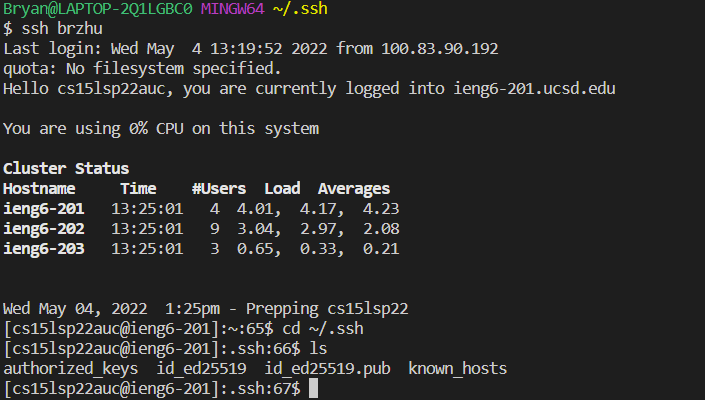 Bryan@LAPTOP-2Q1LGBC0 MINGW64 ~/.ssh
$ ssh brzhu
Last login: Wed May  4 13:19:52 2022 from 100.83.90.192
quota: No filesystem specified.
Hello cs15lsp22auc, you are currently logged into ieng6-201.ucsd.edu
You are using 0% CPU on this system
Cluster Status
Hostname     Time    #Users  Load  Averages
ieng6-201   13:25:01   4  4.01,  4.17,  4.23
ieng6-202   13:25:01   9  3.04,  2.97,  2.08
ieng6-203   13:25:01   3  0.65,  0.33,  0.21
Wed May 04, 2022  1:25pm - Prepping cs15lsp22
[cs15lsp22auc@ieng6-201]:~:65$ cd ~/.ssh
[cs15lsp22auc@ieng6-201]:.ssh:66$ ls
authorized_keys  id_ed25519  id_ed25519.pub  known_hosts
[cs15lsp22auc@ieng6-201]:.ssh:67$